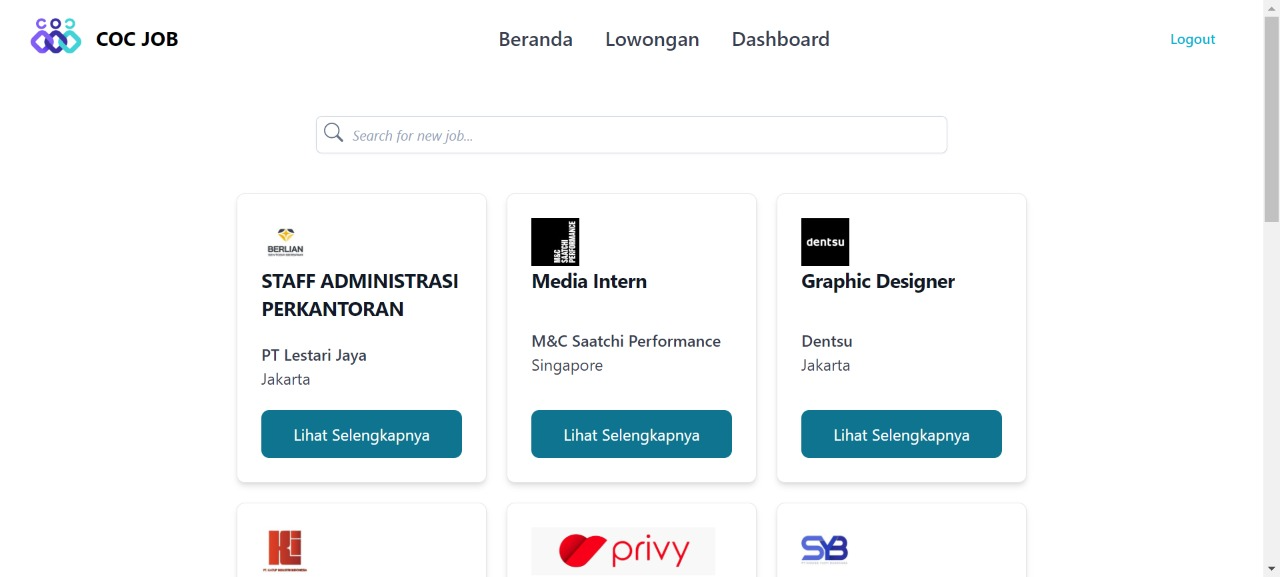 COC JOB
Beranda
Lowongan
Dashboard
Logout
Search for new job...
BERLIAN
STAFF ADMINISTRASI
PERKANTORAN
PT Lestari Jaya
Jakarta
Lihat Selengkapnya
M&C
SAATCHI
PERFORMANCE
Media Intern
M&C Saatchi Performance
Singapore
Lihat Selengkapnya
dentsu
Graphic Designer
Dentsu
Jakarta
Lihat Selengkapnya
privy
SYB